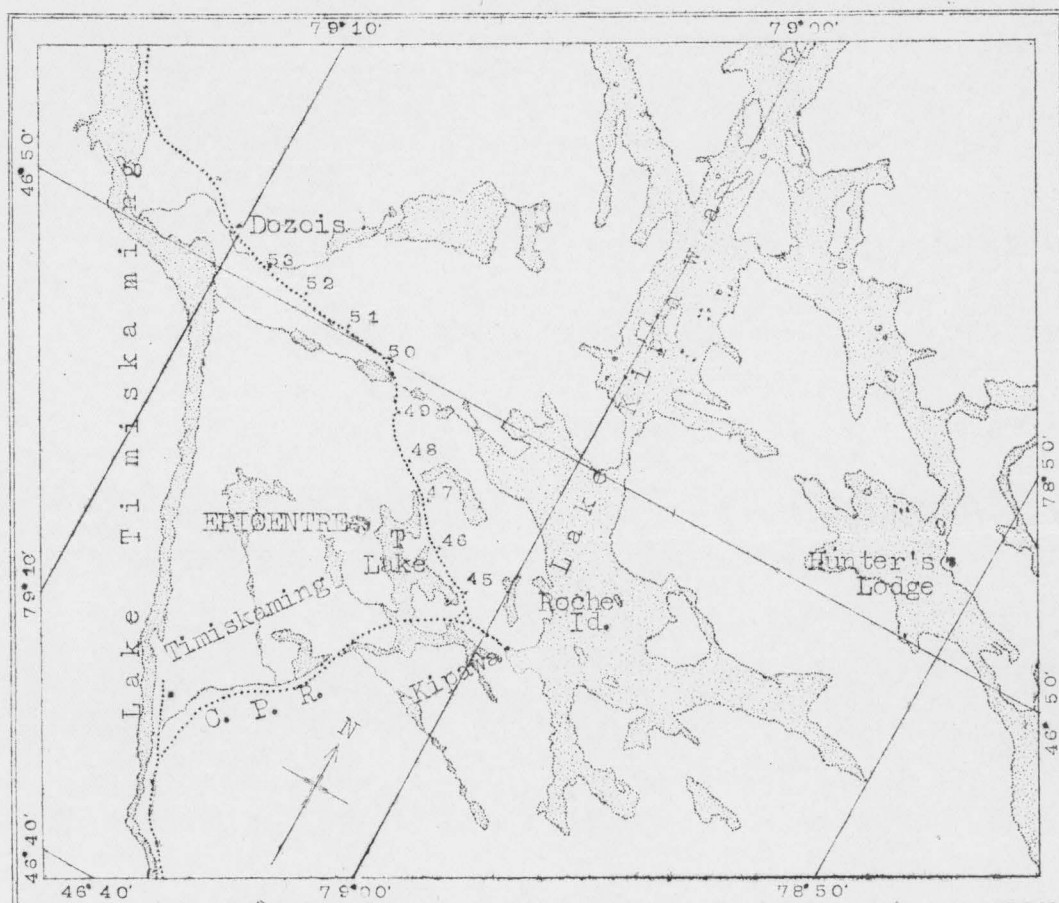 79°10'
79°00'
46°50'
Lake Timiskaming
Dozois
53
52
51
50
49
48
47
46
45
Lake Kipawa
78°50'
EPICENTRE
T
Lake
Hunter's
Lodge
79°10'
Timiskaming
Roche
Id.
Kipawa
C. P. R.
N
46°50'
46°40'
46°40'
79°00'
78°50'